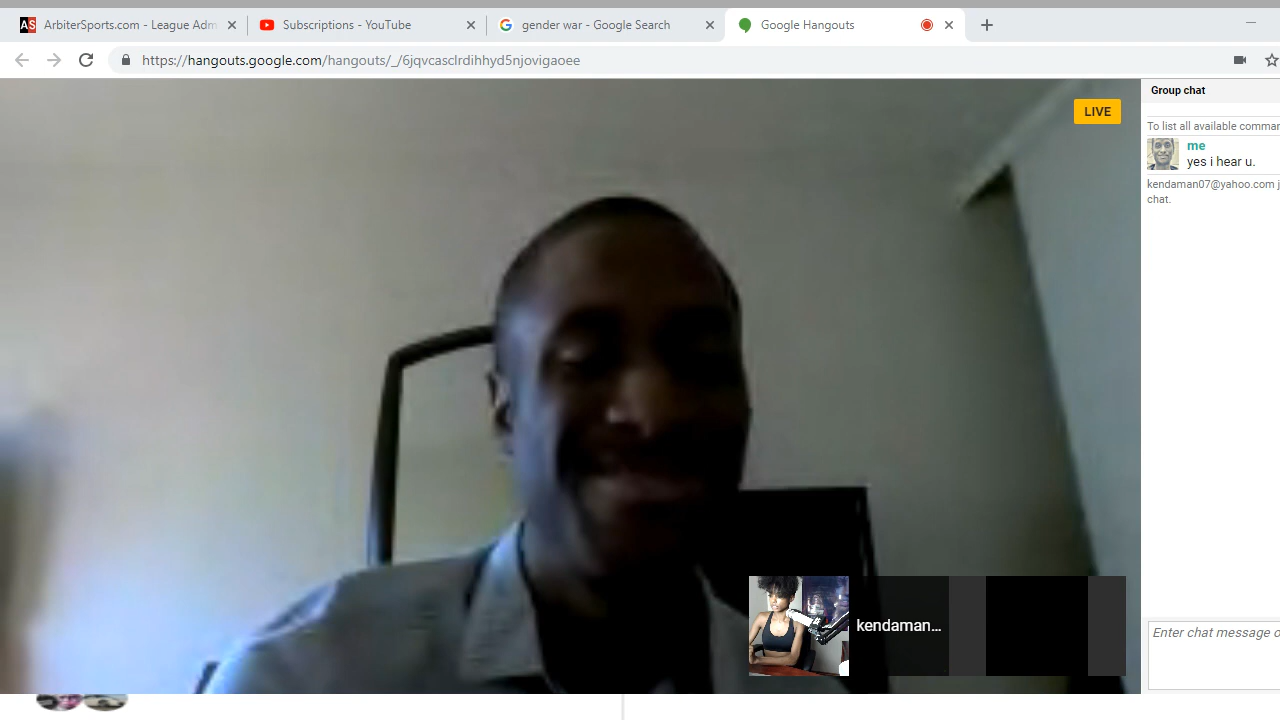 AS ArbiterSports.com - League Adm
Subscriptions - YouTube
gender war - Google Search
Google Hangouts
https://hangouts.google.com/hangouts/_/6jqvcasclrdihhyd5njovigaoee
LIVE
Group chat
To list all available comman
me
yes i hear u.
kendaman07@yahoo.com j
chat.
kendaman...
Enter chat message o